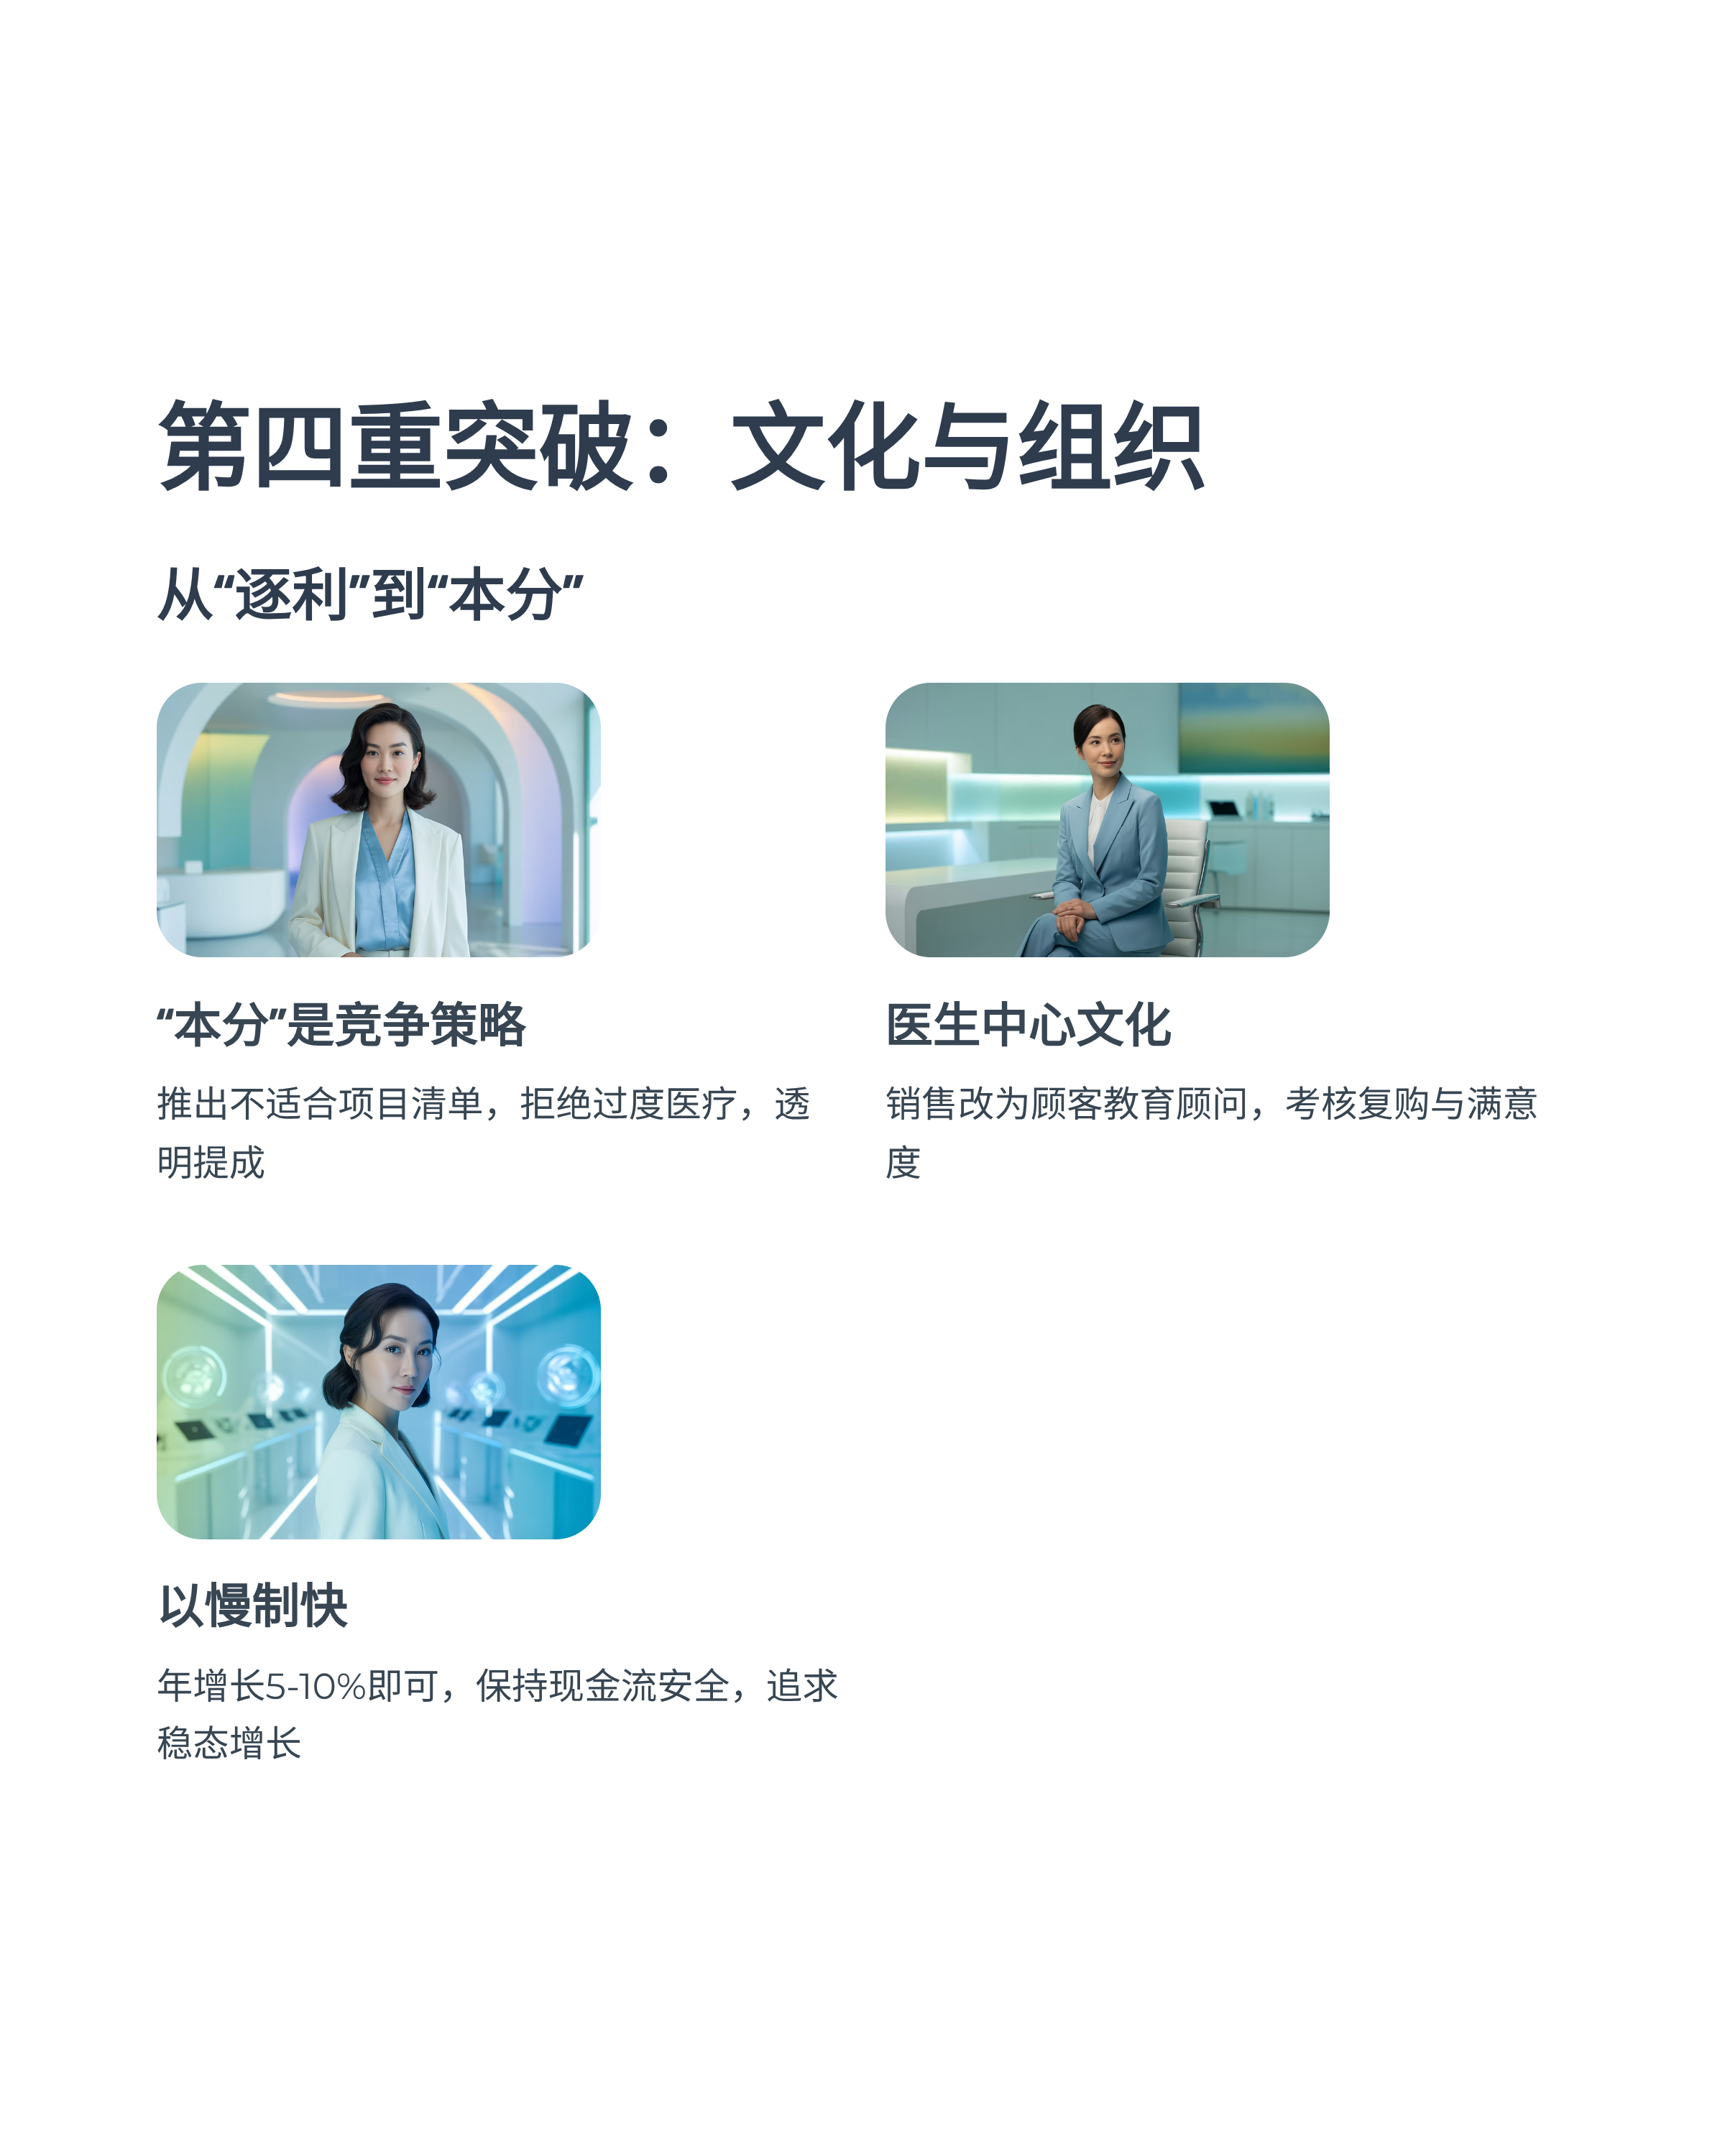 第四重突破：文化与组织
从“逐利”到“本分”
“本分”是竞争策略
推出不适合项目清单，拒绝过度医疗，透
明提成
医生中心文化
销售改为顾客教育顾问，考核复购与满意
度
以慢制快
年增长5-10%即可，保持现金流安全，追求
稳态增长